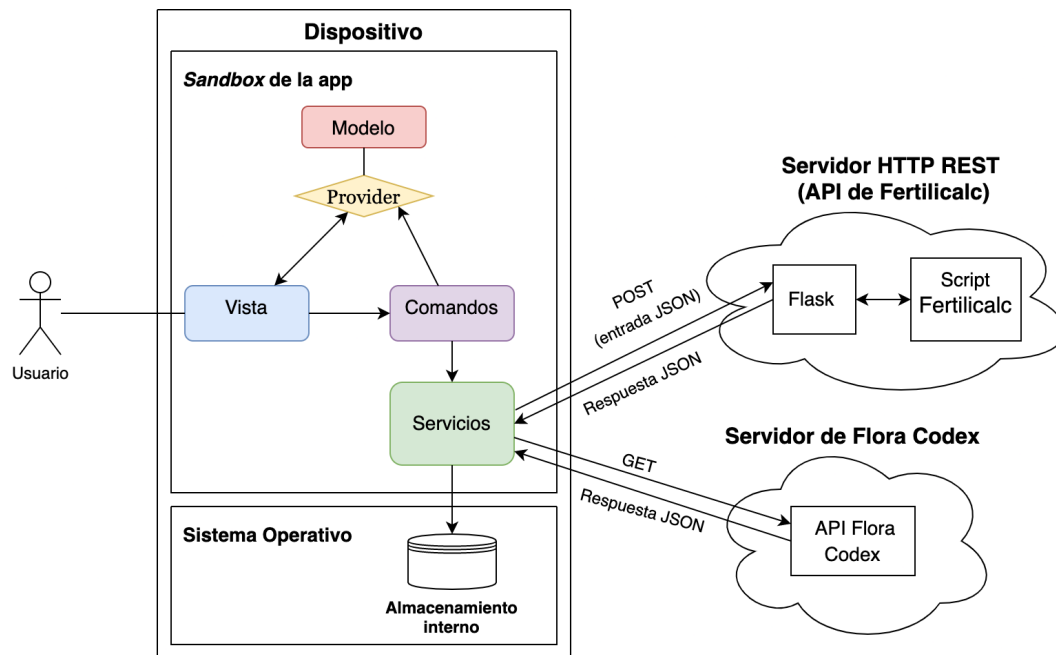 Dispositivo
Sandbox de la app
Modelo
Provider
Vista
Comandos
Servicios
Usuario
Sistema Operativo
Almacenamiento
interno
Servidor HTTP REST
(API de Fertilicalc)
Flask
Script
Fertilicalc
POST
(entrada JSON)
Respuesta JSON
Servidor de Flora Codex
GET
Respuesta JSON
API Flora
Codex